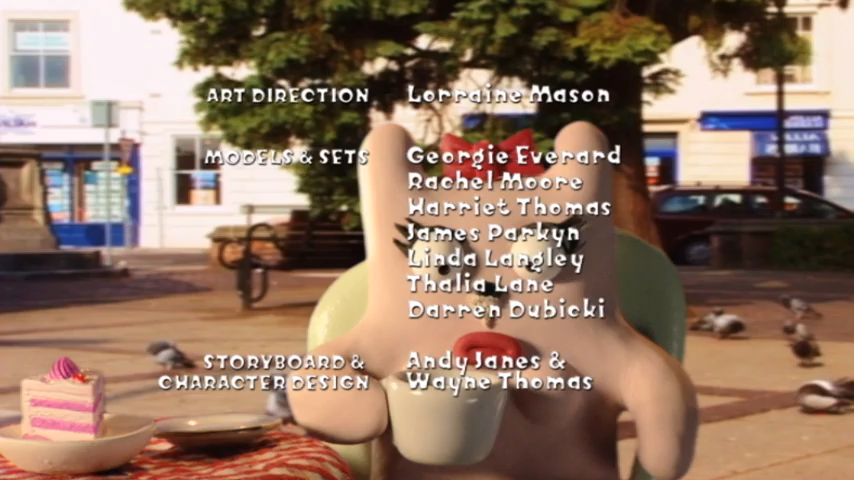 ART DIRECTION Lorraine Mason
MODELS & SETS Georgie Everard
Rachel Moore
Harriet Thomas
James Parkyn
Linda Langley
Thalia Lane
Darren Dubicki
STORYBOARD & Andy Janes &
CHARACTER DESIGN Wayne Thomas